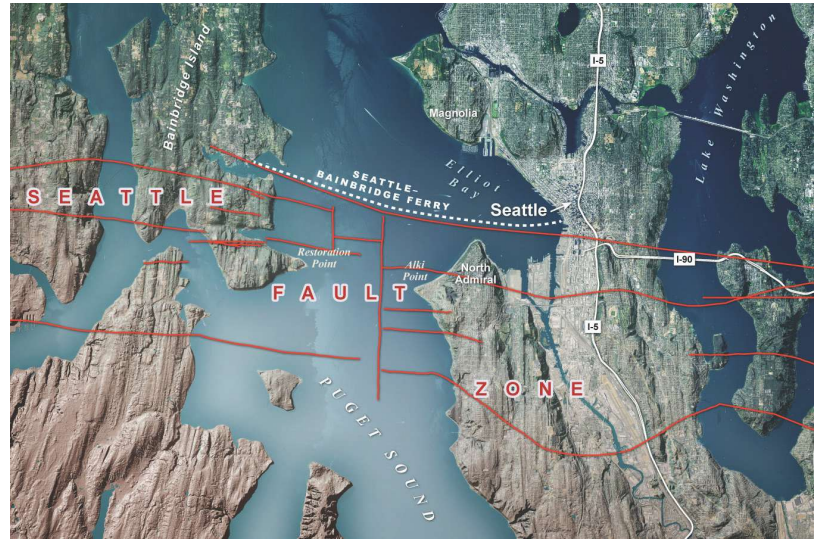 Bainbridge Island
Magnolia
I-5
Lake Washington
Elliot
Bay
SEATTLE–
BAINBRIDGE FERRY
Seattle
SEATTLE
Restoration
Point
Alki
Point
North
Admiral
I-90
FAULT
I-5
ZONE
PUGET SOUND